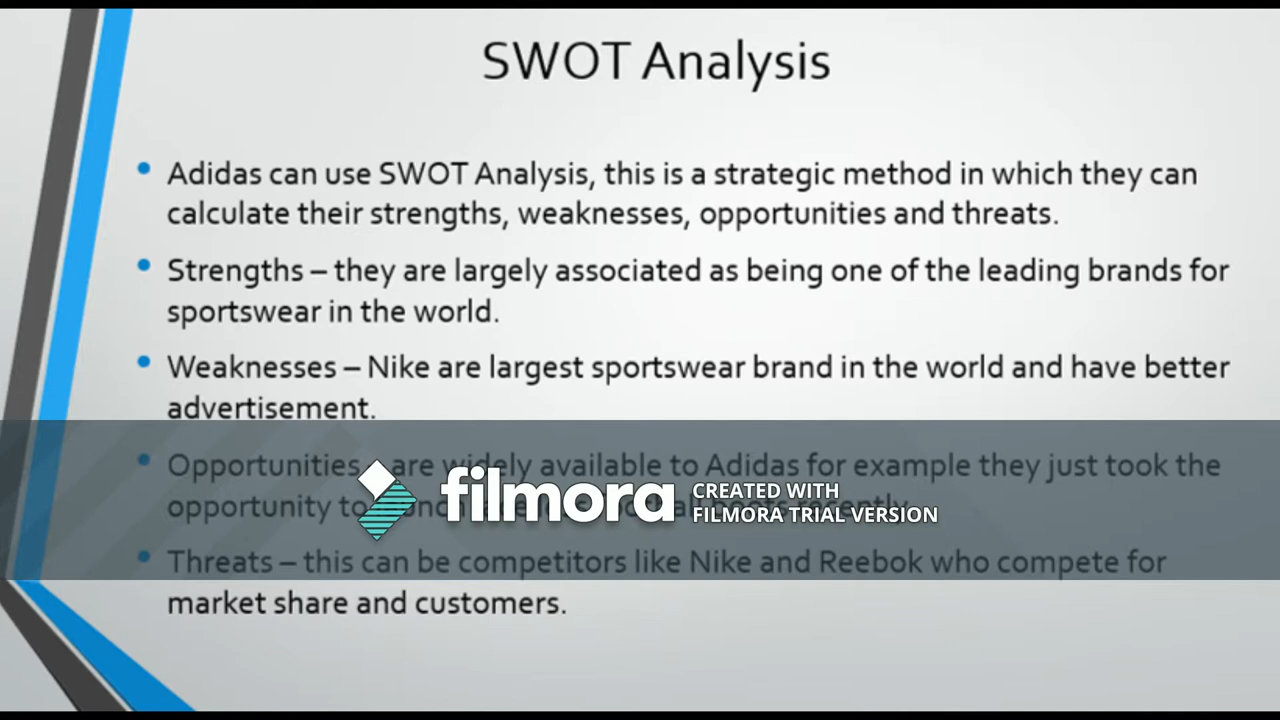 SWOT Analysis
• Adidas can use SWOT Analysis, this is a strategic method in which they can
calculate their strengths, weaknesses, opportunities and threats.
• Strengths – they are largely associated as being one of the leading brands for
sportswear in the world.
• Weaknesses – Nike are largest sportswear brand in the world and have better
advertisement.
• Opportunities – are widely available to Adidas for example they just took the
opportunity to recently.
• Threats – this can be competitors like Nike and Reebok who compete for
market share and customers.
filmora
CREATED WITH
FILMORA TRIAL VERSION